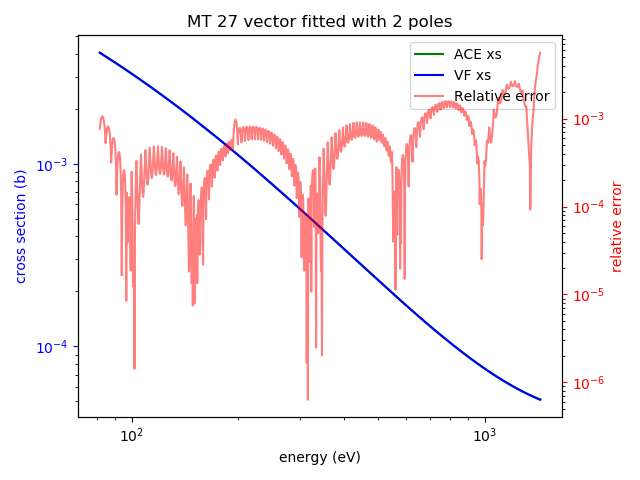 MT 27 vector fitted with 2 poles
ACE xs
VF xs
Relative error
cross section (b)
10⁻³
10⁻⁴
10⁻³
10⁻⁴
10⁻⁵
10⁻⁶
relative error
10²
10³
energy (eV)